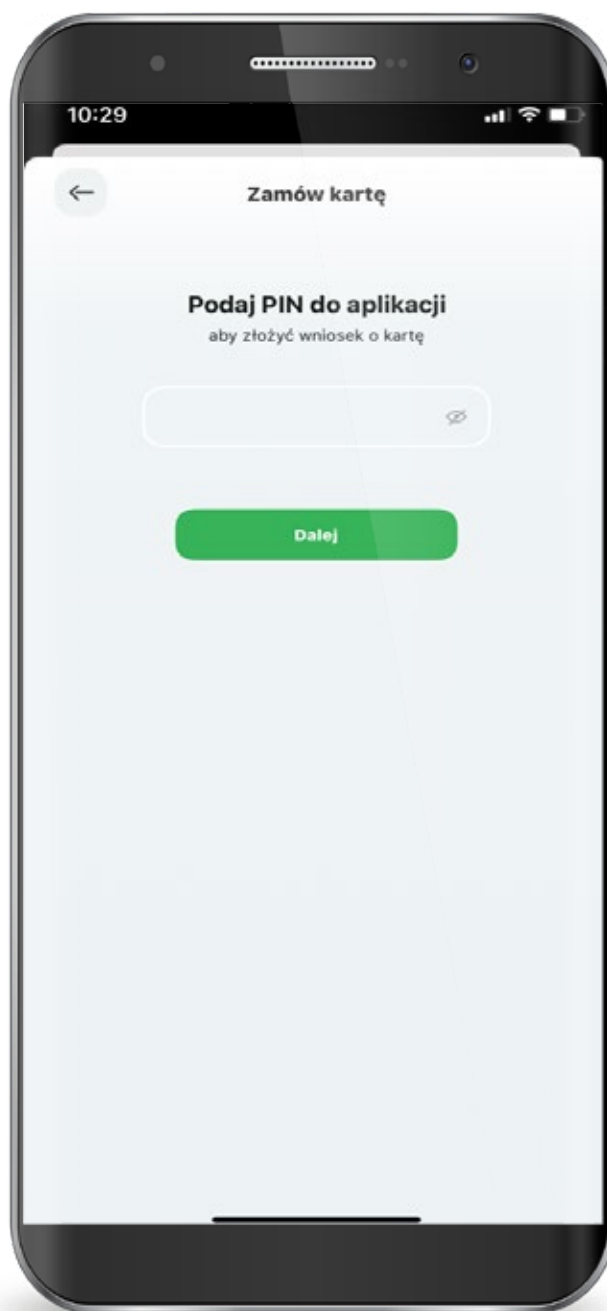 10:29
Zamów kartę
Podaj PIN do aplikacji
aby złożyć wniosek o kartę
Dalej